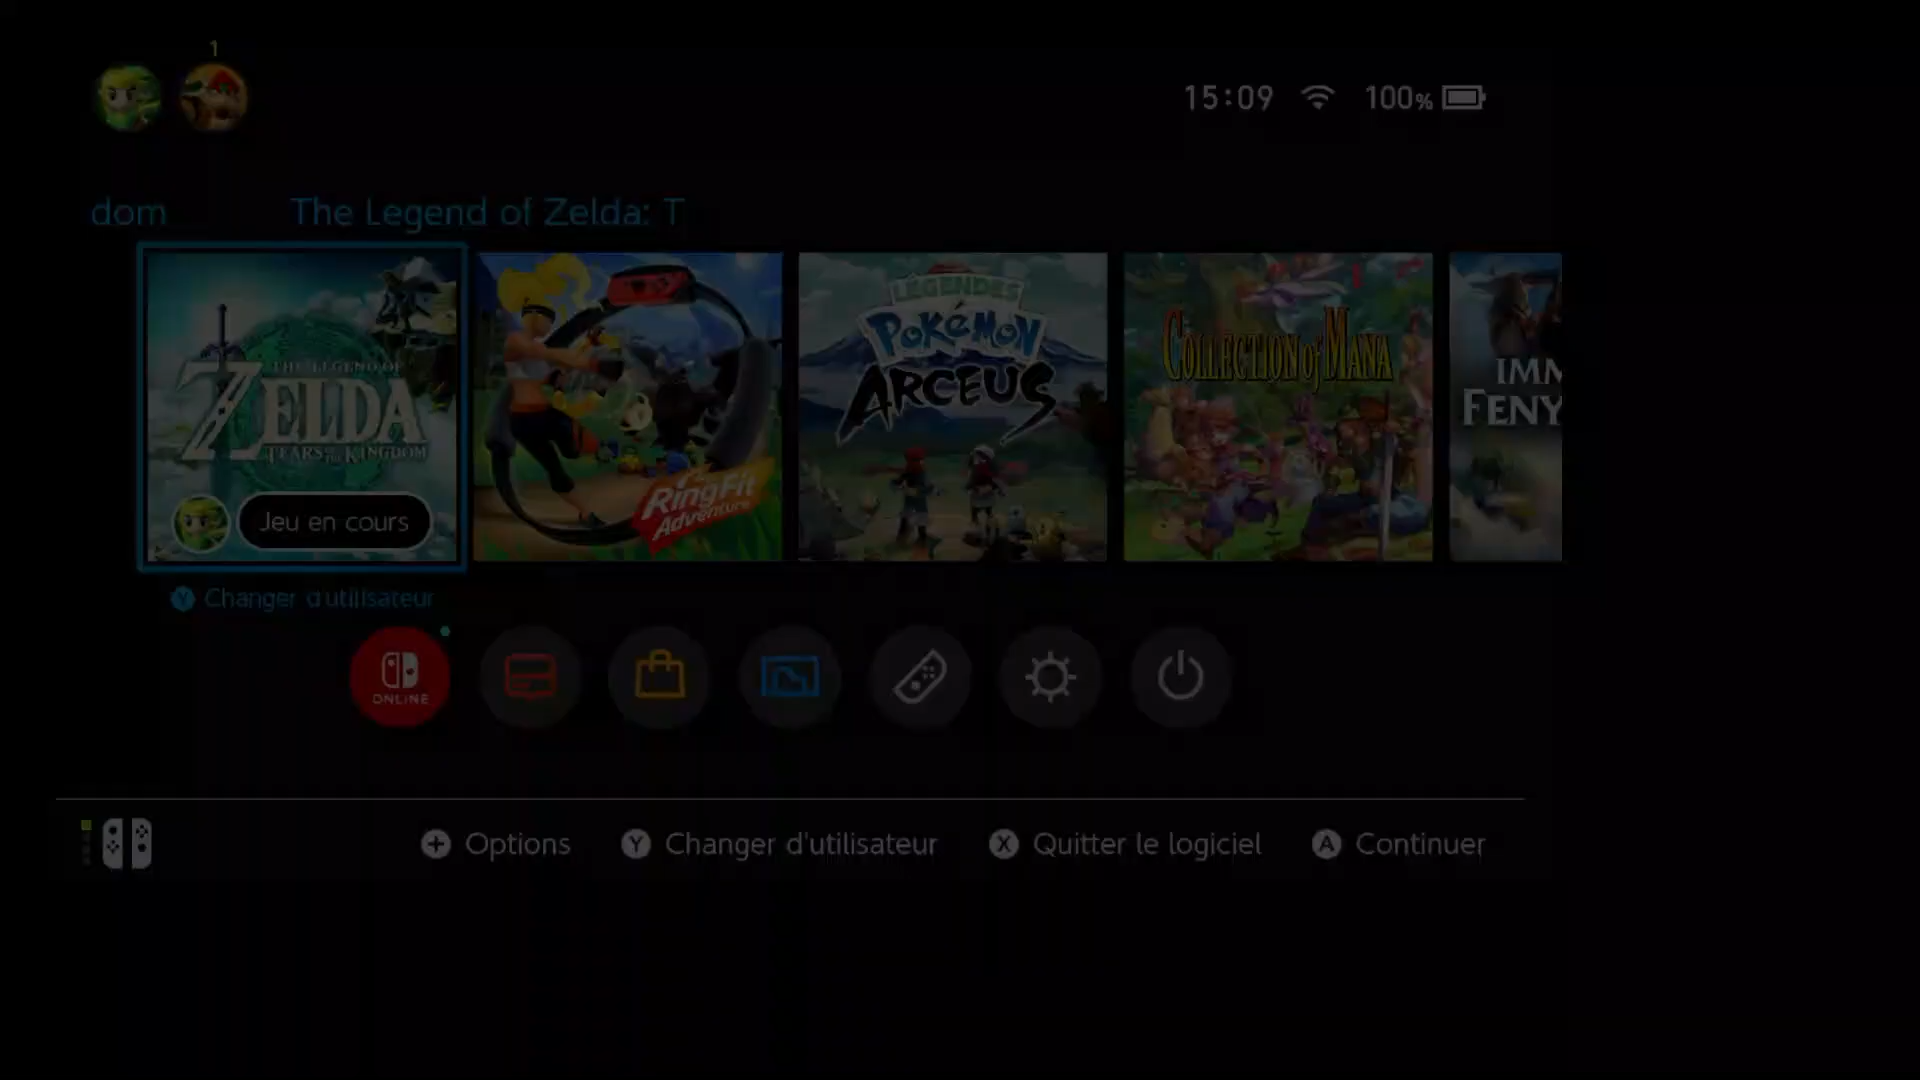 1
15:09 100%
dom The Legend of Zelda: T
THE LEGEND OF
ZELDA
TEARS OF THE KINGDOM
Jeu en cours
RingFit
Adventure
LÉGENDES
POKÉMON
ARCEUS
COLLECTION of MANA
IMM
FENY
Y Changer d'utilisateur
ONLINE
+ Options Y Changer d'utilisateur X Quitter le logiciel A Continuer